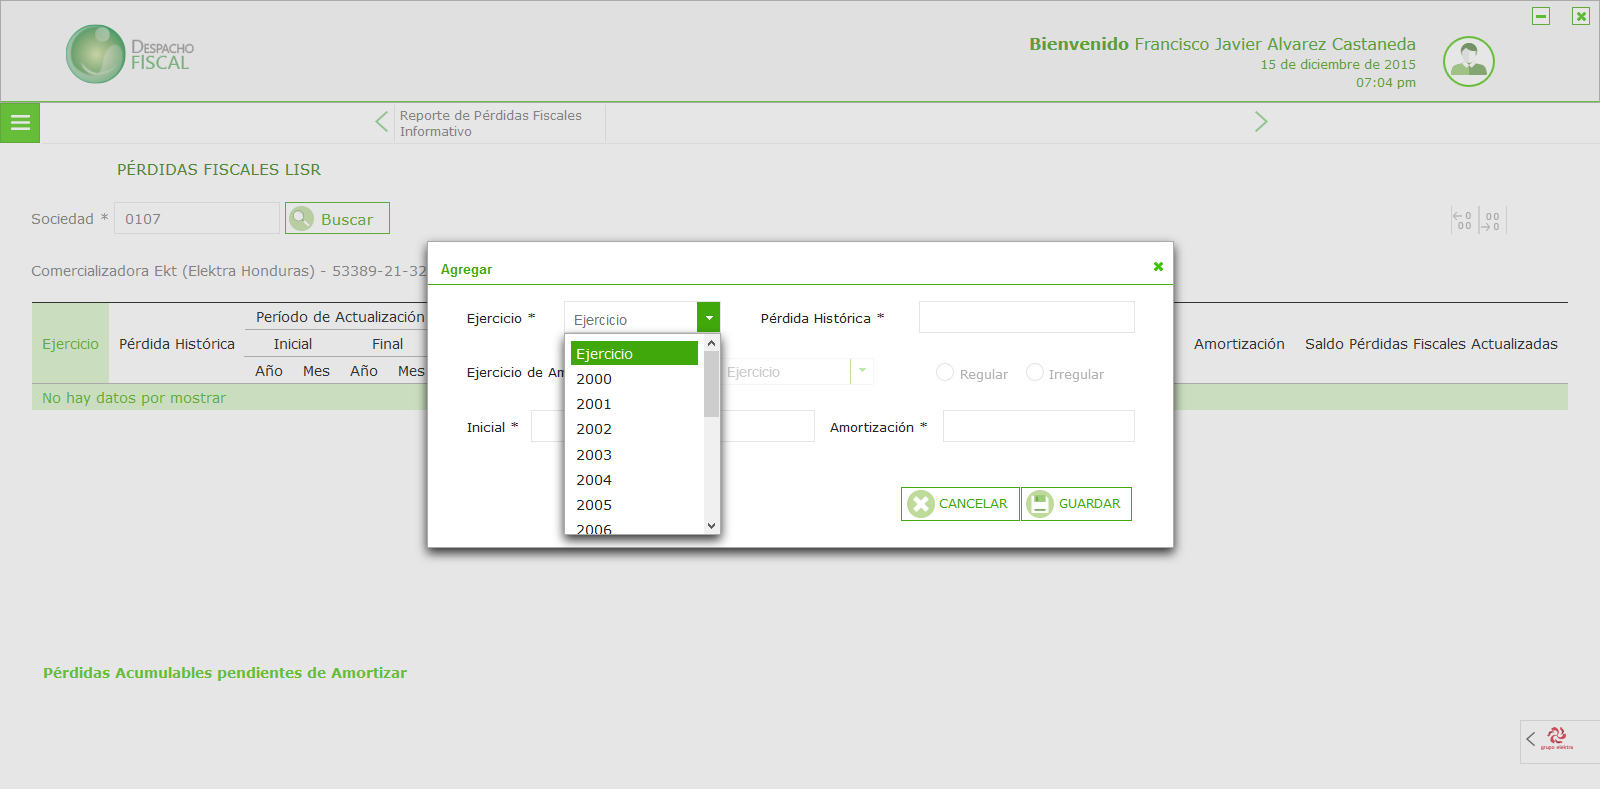 DESPACHO
FISCAL
Bienvenido Francisco Javier Alvarez Castaneda
15 de diciembre de 2015
07:04 pm
Reporte de Pérdidas Fiscales
Informativo
PÉRDIDAS FISCALES LISR
Sociedad * 0107 Buscar
←0 00
00 →0
Comercializadora Ekt (Elektra Honduras) - 53389-21-32
Agregar
Ejercicio * Ejercicio Pérdida Histórica *
Ejercicio
2000
2001
2002
2003
2004
2005
2006
Ejercicio de Am Ejercicio Regular Irregular
Inicial * Amortización *
CANCELAR GUARDAR
Período de Actualización
Ejercicio Pérdida Histórica Inicial Final Amortización Saldo Pérdidas Fiscales Actualizadas
Año Mes Año Mes
No hay datos por mostrar
Pérdidas Acumulables pendientes de Amortizar
grupo elektra